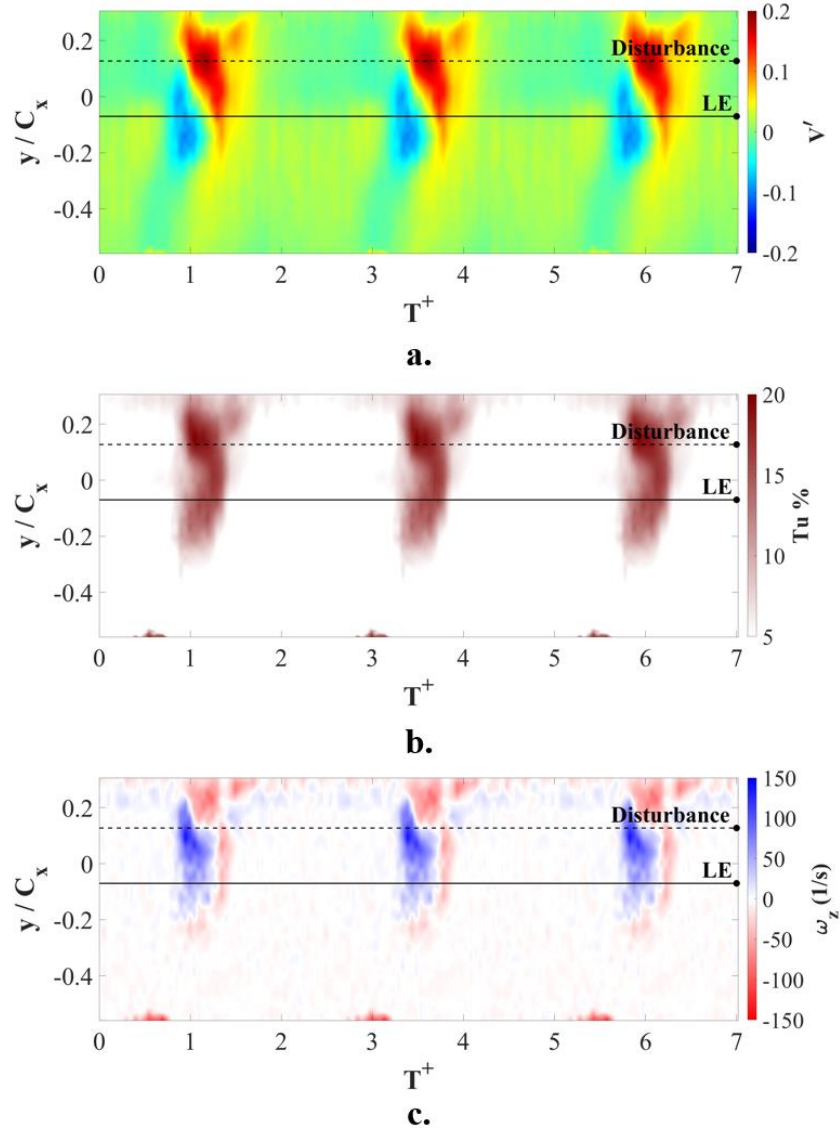 0.2
0
-0.2
-0.4
y / Cₓ
Disturbance
LE
0.2
0.1
0
-0.1
-0.2
V′
0 1 2 3 4 5 6 7
T⁺
a.
0.2
0
-0.2
-0.4
y / Cₓ
Disturbance
LE
20
15
10
5
Tu %
0 1 2 3 4 5 6 7
T⁺
b.
0.2
0
-0.2
-0.4
y / Cₓ
Disturbance
LE
150
100
50
0
-50
-100
-150
ω_z (1/s)
0 1 2 3 4 5 6 7
T⁺
c.